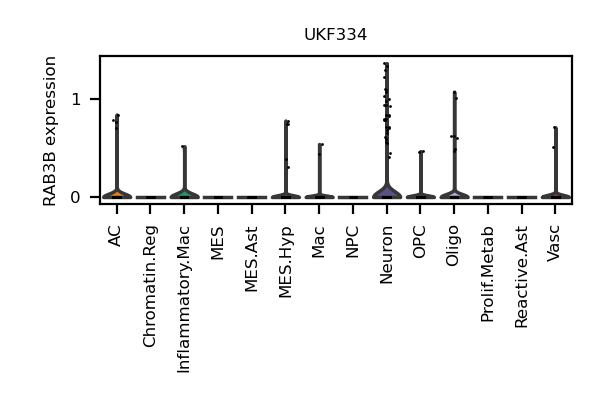 UKF334
RAB3B expression
1
0
AC
Chromatin.Reg
Inflammatory.Mac
MES
MES.Ast
MES.Hyp
Mac
NPC
Neuron
OPC
Oligo
Prolif.Metab
Reactive.Ast
Vasc